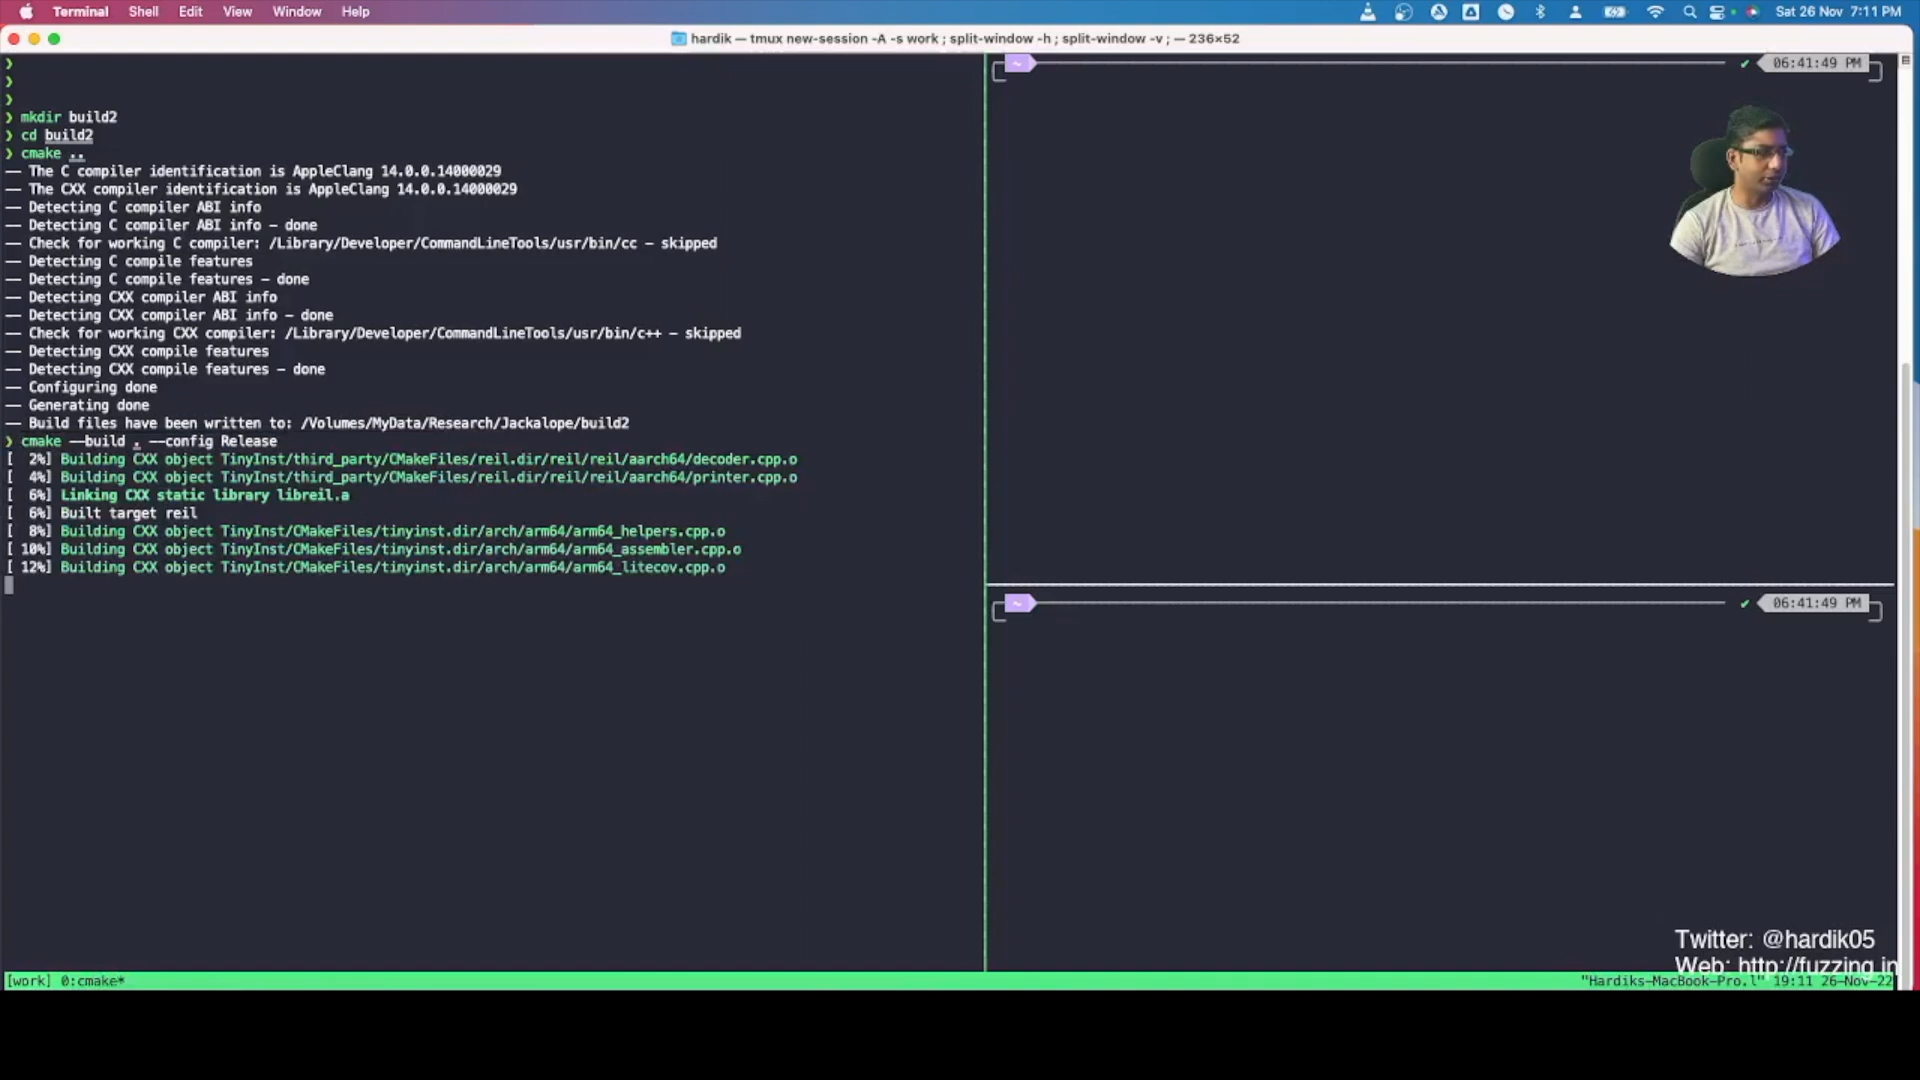 Terminal Shell Edit View Window Help
Sat 26 Nov 7:11 PM
hardik — tmux new-session -A -s work ; split-window -h ; split-window -v ; — 236×52
❯
❯
❯
❯ mkdir build2
❯ cd build2
❯ cmake ..
-- The C compiler identification is AppleClang 14.0.0.14000029
-- The CXX compiler identification is AppleClang 14.0.0.14000029
-- Detecting C compiler ABI info
-- Detecting C compiler ABI info - done
-- Check for working C compiler: /Library/Developer/CommandLineTools/usr/bin/cc - skipped
-- Detecting C compile features
-- Detecting C compile features - done
-- Detecting CXX compiler ABI info
-- Detecting CXX compiler ABI info - done
-- Check for working CXX compiler: /Library/Developer/CommandLineTools/usr/bin/c++ - skipped
-- Detecting CXX compile features
-- Detecting CXX compile features - done
-- Configuring done
-- Generating done
-- Build files have been written to: /Volumes/MyData/Research/Jackalope/build2
❯ cmake --build . --config Release
[  2%] Building CXX object TinyInst/third_party/CMakeFiles/reil.dir/reil/reil/aarch64/decoder.cpp.o
[  4%] Building CXX object TinyInst/third_party/CMakeFiles/reil.dir/reil/reil/aarch64/printer.cpp.o
[  6%] Linking CXX static library libreil.a
[  6%] Built target reil
[  8%] Building CXX object TinyInst/CMakeFiles/tinyinst.dir/arch/arm64/arm64_helpers.cpp.o
[ 10%] Building CXX object TinyInst/CMakeFiles/tinyinst.dir/arch/arm64/arm64_assembler.cpp.o
[ 12%] Building CXX object TinyInst/CMakeFiles/tinyinst.dir/arch/arm64/arm64_litecov.cpp.o
~ ✔ 06:41:49 PM
~ ✔ 06:41:49 PM
Twitter: @hardik05
Web: http://fuzzing.in
[work] 0:cmake* "Hardiks-MacBook-Pro.l" 19:11 26-Nov-22